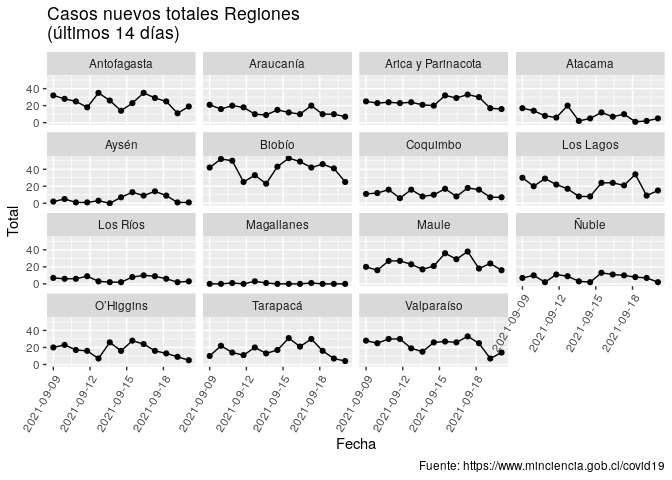 Casos nuevos totales Regiones
(últimos 14 días)
Antofagasta
Araucanía
Arica y Parinacota
Atacama
40
20
0
Aysén
Biobío
Coquimbo
Los Lagos
40
20
0
Los Ríos
Magallanes
Maule
Ñuble
40
20
0
O'Higgins
Tarapacá
Valparaíso
40
20
0
2021-09-09
2021-09-12
2021-09-15
2021-09-18
2021-09-09
2021-09-12
2021-09-15
2021-09-18
2021-09-09
2021-09-12
2021-09-15
2021-09-18
2021-09-09
2021-09-12
2021-09-15
2021-09-18
Total
Fecha
Fuente: https://www.minciencia.gob.cl/covid19